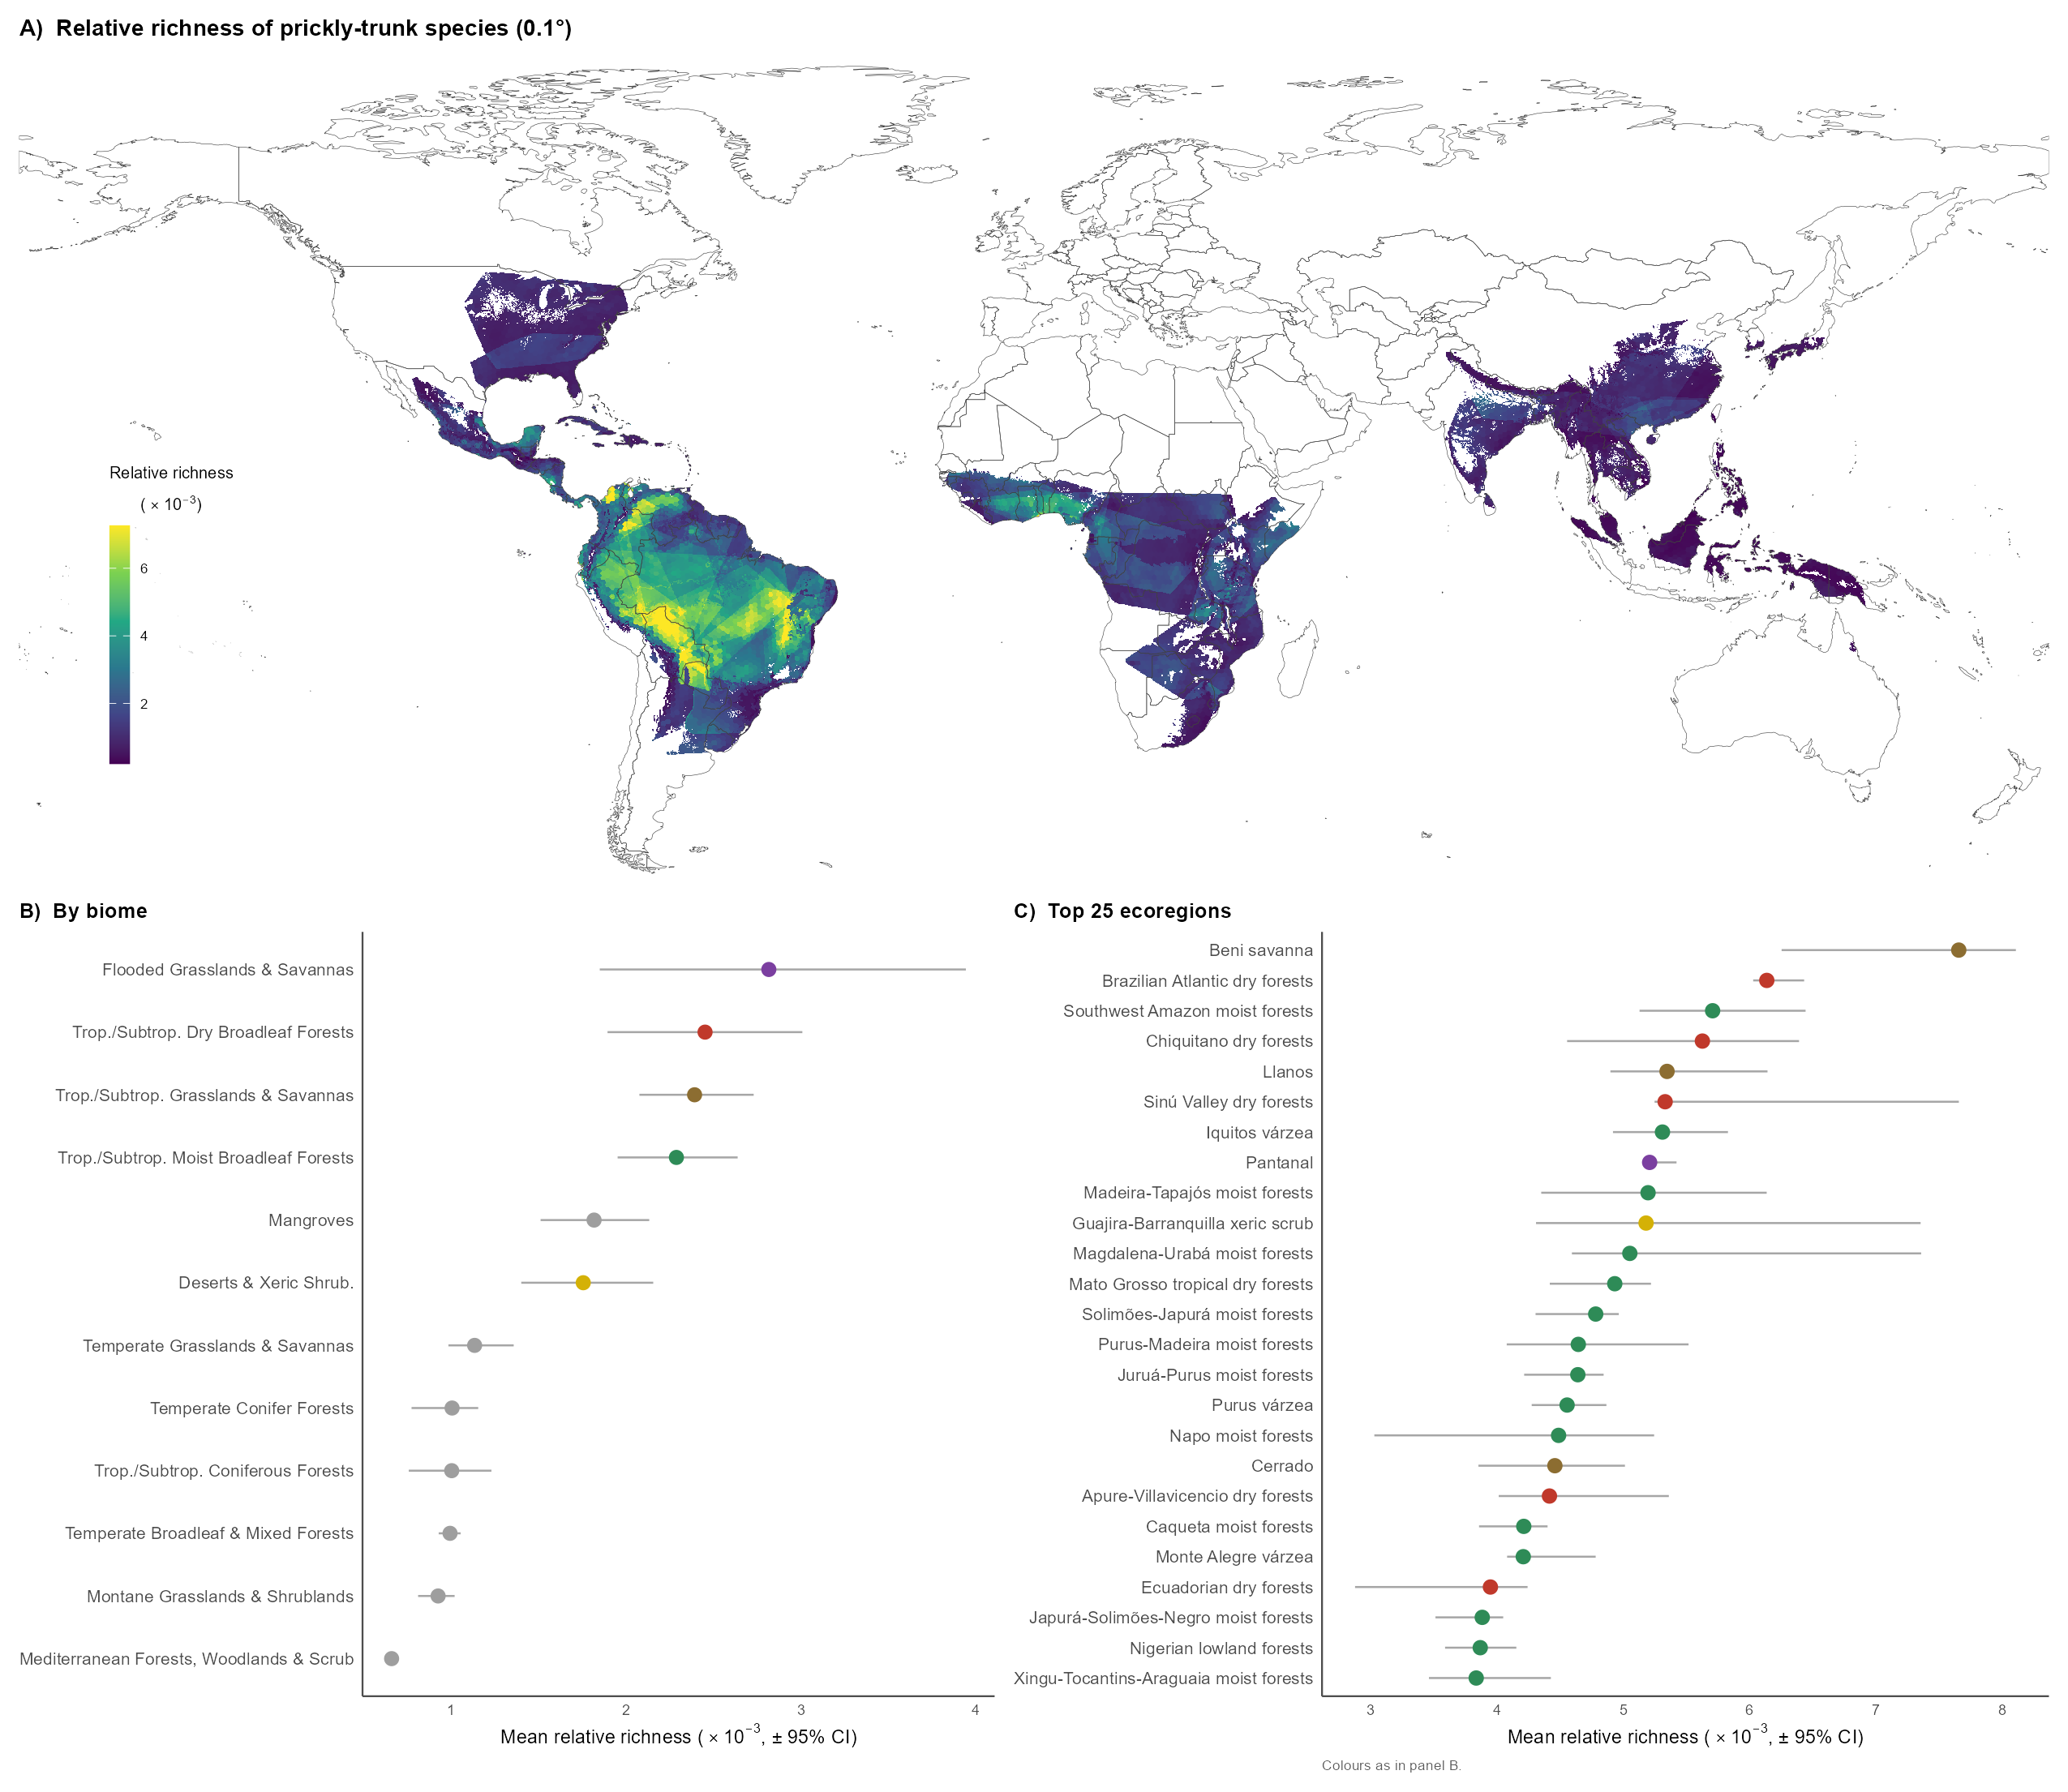 A)  Relative richness of prickly-trunk species (0.1°)
Relative richness
( × 10⁻³)
6
4
2
B)  By biome
Flooded Grasslands & Savannas
Trop./Subtrop. Dry Broadleaf Forests
Trop./Subtrop. Grasslands & Savannas
Trop./Subtrop. Moist Broadleaf Forests
Mangroves
Deserts & Xeric Shrub.
Temperate Grasslands & Savannas
Temperate Conifer Forests
Trop./Subtrop. Coniferous Forests
Temperate Broadleaf & Mixed Forests
Montane Grasslands & Shrublands
Mediterranean Forests, Woodlands & Scrub
1 2 3 4
Mean relative richness ( × 10⁻³, ± 95% CI)
C)  Top 25 ecoregions
Beni savanna
Brazilian Atlantic dry forests
Southwest Amazon moist forests
Chiquitano dry forests
Llanos
Sinú Valley dry forests
Iquitos várzea
Pantanal
Madeira-Tapajós moist forests
Guajira-Barranquilla xeric scrub
Magdalena-Urabá moist forests
Mato Grosso tropical dry forests
Solimões-Japurá moist forests
Purus-Madeira moist forests
Juruá-Purus moist forests
Purus várzea
Napo moist forests
Cerrado
Apure-Villavicencio dry forests
Caqueta moist forests
Monte Alegre várzea
Ecuadorian dry forests
Japurá-Solimões-Negro moist forests
Nigerian lowland forests
Xingu-Tocantins-Araguaia moist forests
3 4 5 6 7 8
Mean relative richness ( × 10⁻³, ± 95% CI)
Colours as in panel B.